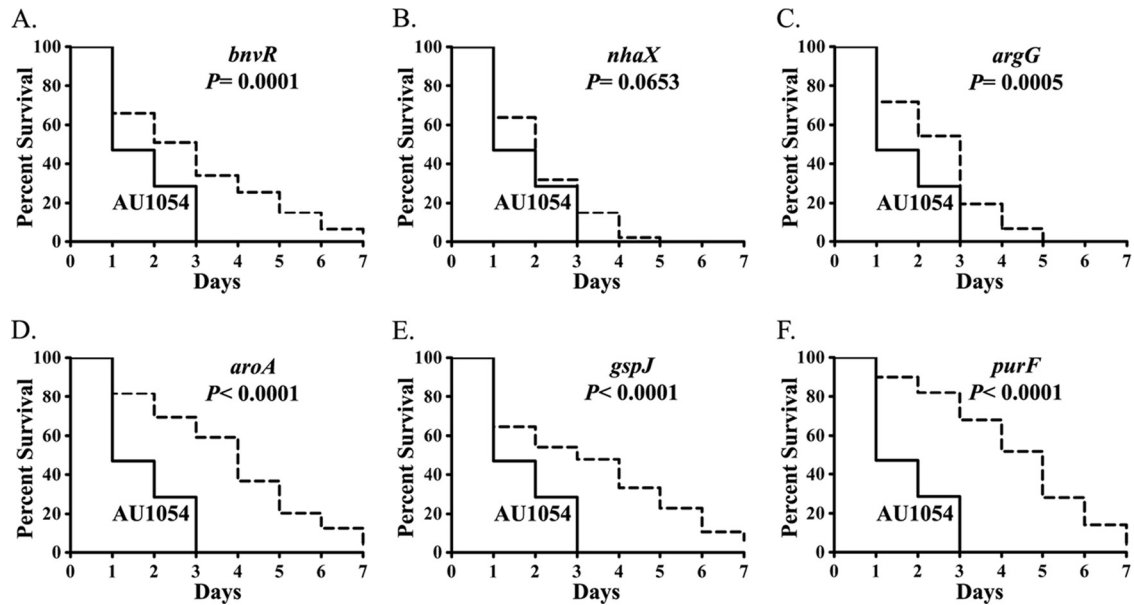 A.
bnvR
P= 0.0001
Percent Survival
100
80
60
40
20
0
AU1054
0 1 2 3 4 5 6 7
Days
B.
nhaX
P= 0.0653
Percent Survival
100
80
60
40
20
0
AU1054
0 1 2 3 4 5 6 7
Days
C.
argG
P= 0.0005
Percent Survival
100
80
60
40
20
0
AU1054
0 1 2 3 4 5 6 7
Days
D.
aroA
P< 0.0001
Percent Survival
100
80
60
40
20
0
AU1054
0 1 2 3 4 5 6 7
Days
E.
gspJ
P< 0.0001
Percent Survival
100
80
60
40
20
0
AU1054
0 1 2 3 4 5 6 7
Days
F.
purF
P< 0.0001
Percent Survival
100
80
60
40
20
0
AU1054
0 1 2 3 4 5 6 7
Days